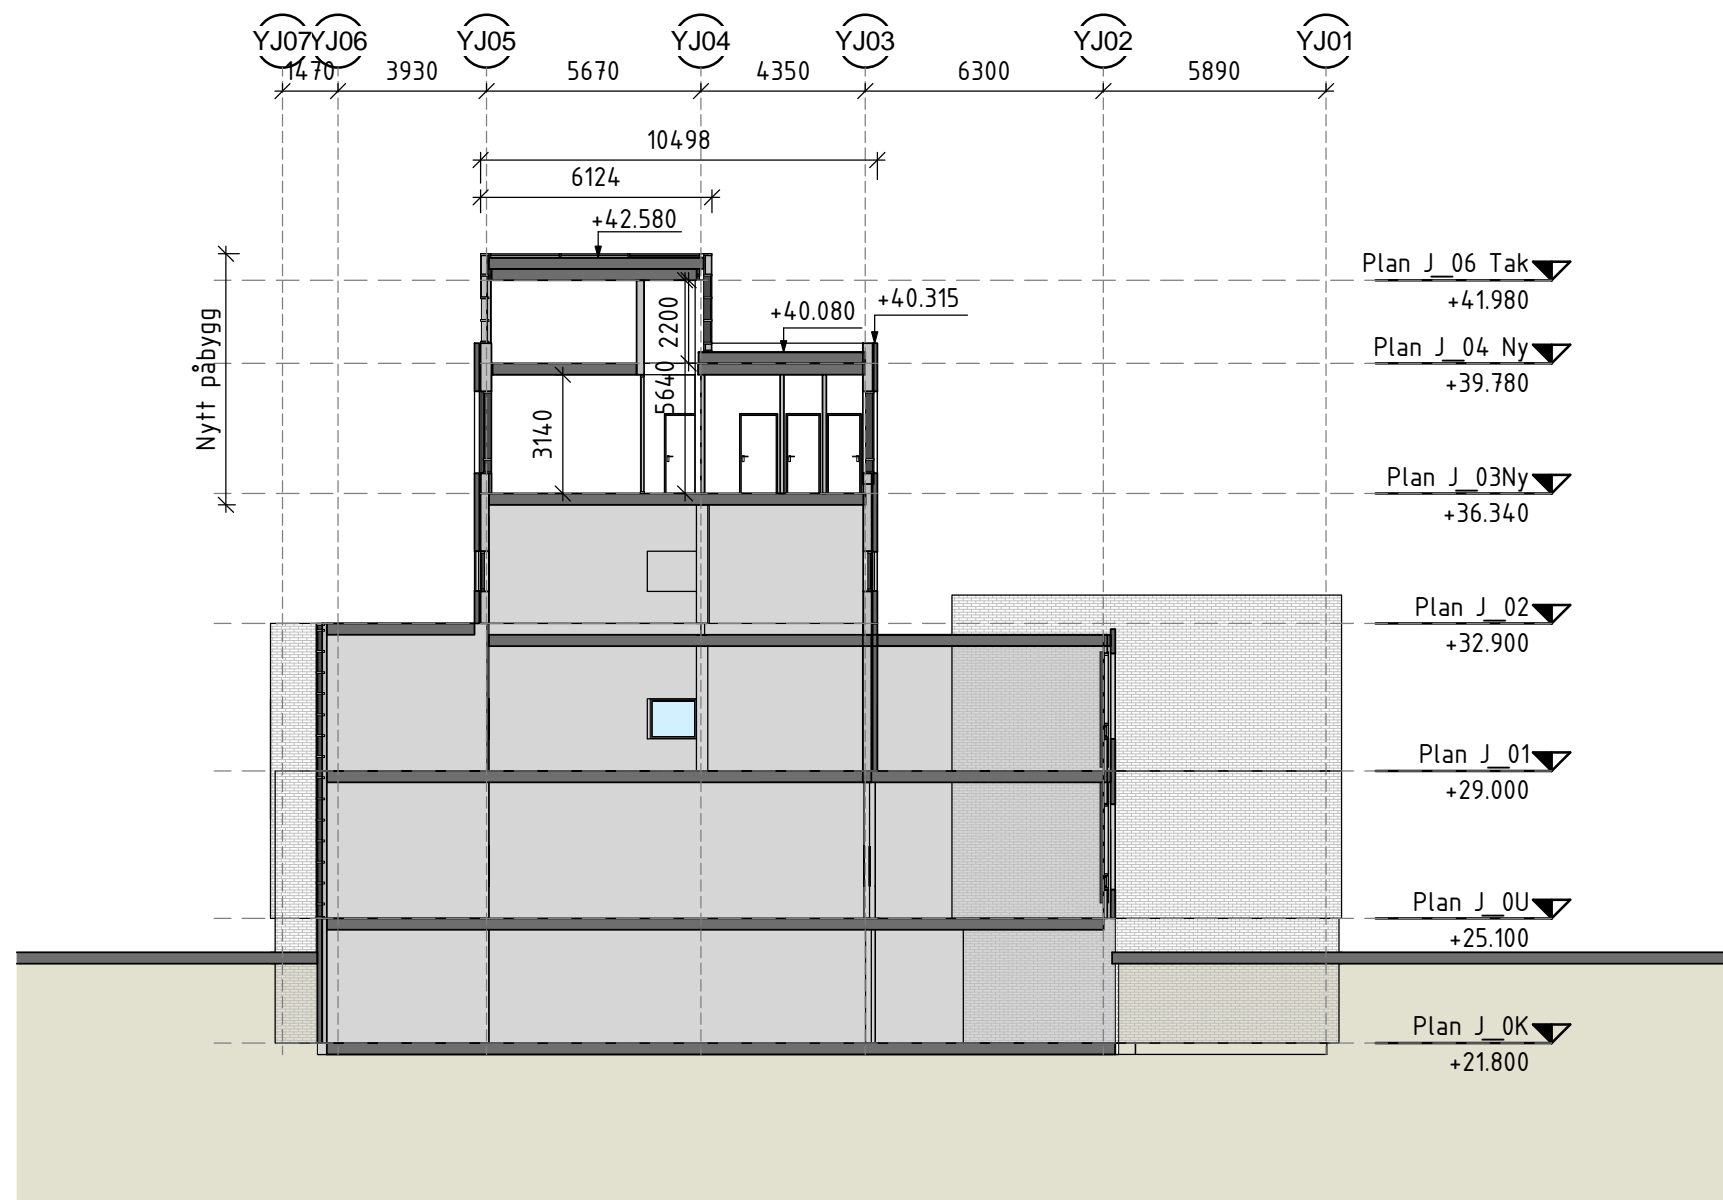 YJ07 YJ06 YJ05 YJ04 YJ03 YJ02 YJ01
1470 3930 5670 4350 6300 5890
10498
6124
+42.580
Plan J_06 Tak
+41.980
+40.315
+40.080
Plan J_04 Ny
+39.780
Nytt påbygg
2200
5640
3140
Plan J_03Ny
+36.340
Plan J_02
+32.900
Plan J_01
+29.000
Plan J_0U
+25.100
Plan J_0K
+21.800